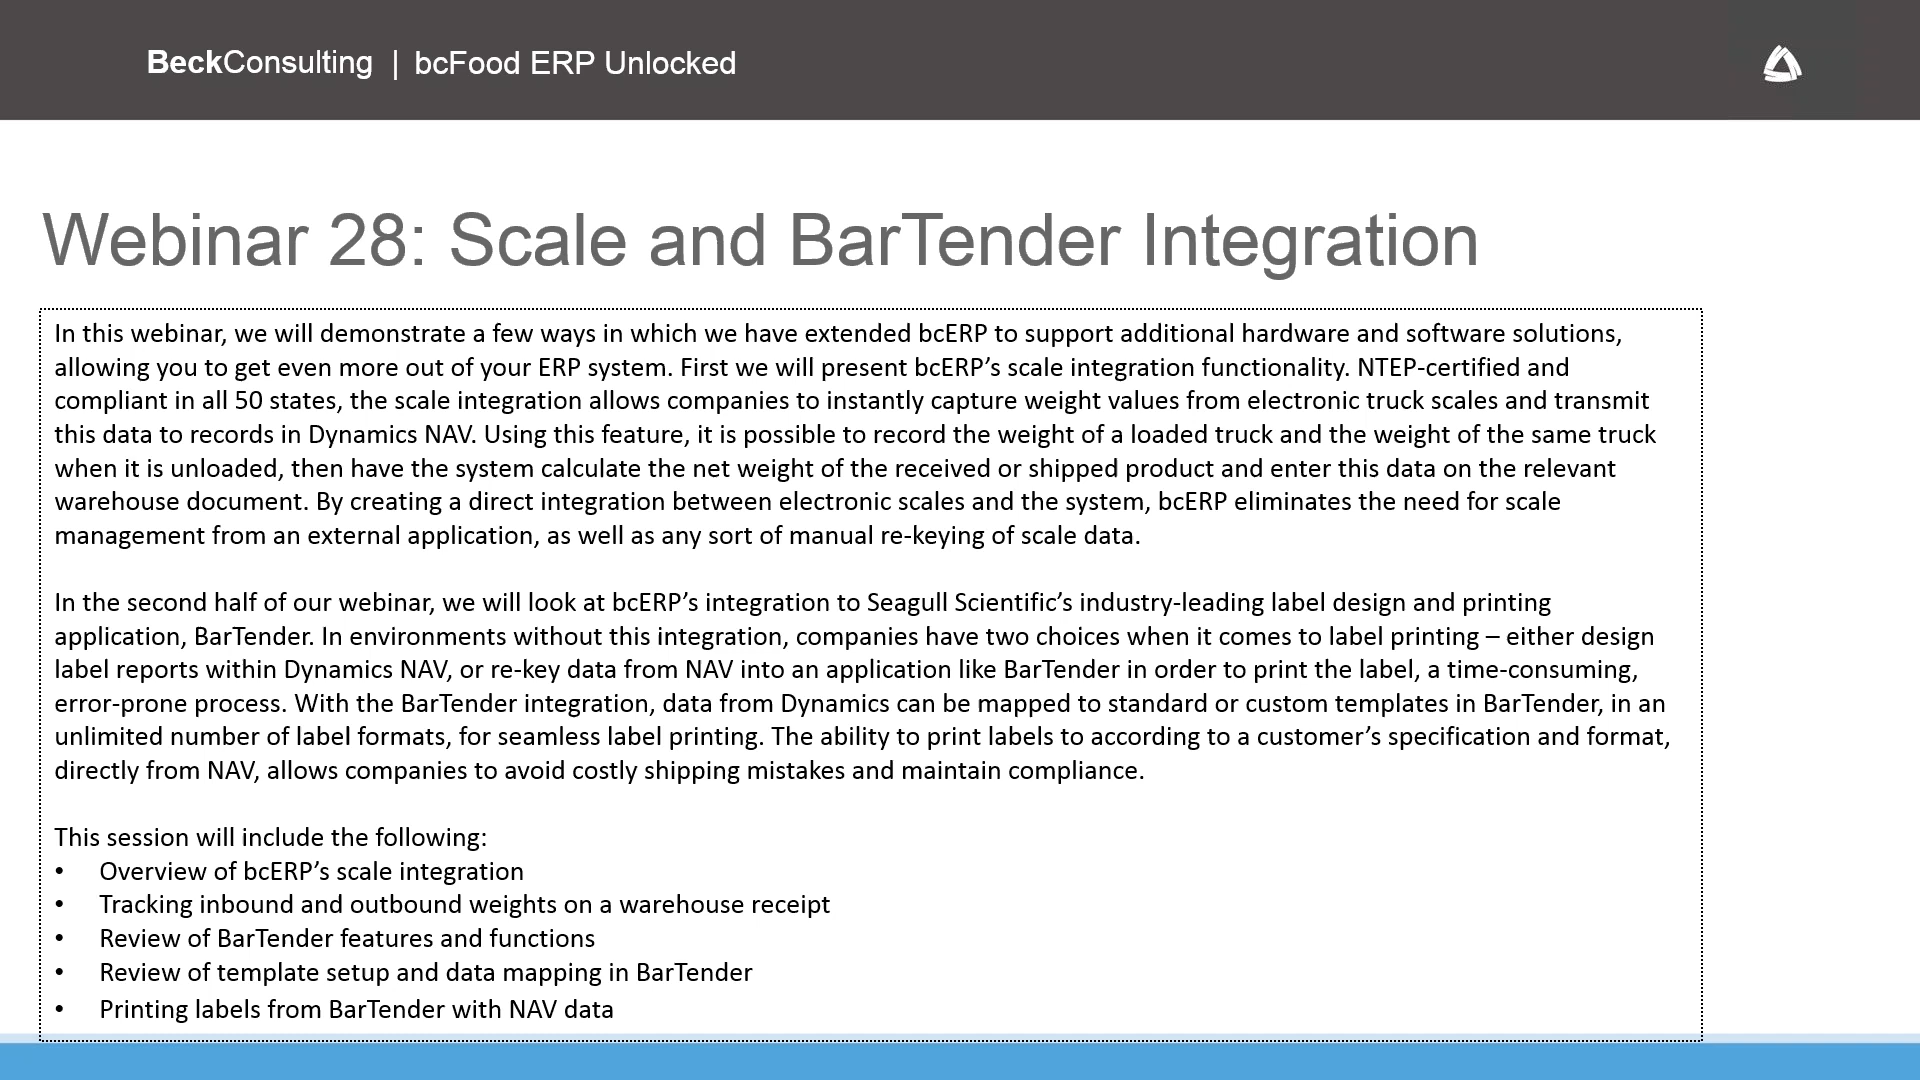 BeckConsulting | bcFood ERP Unlocked
Webinar 28: Scale and BarTender Integration
In this webinar, we will demonstrate a few ways in which we have extended bcERP to support additional hardware and software solutions,
allowing you to get even more out of your ERP system. First we will present bcERP’s scale integration functionality. NTEP-certified and
compliant in all 50 states, the scale integration allows companies to instantly capture weight values from electronic truck scales and transmit
this data to records in Dynamics NAV. Using this feature, it is possible to record the weight of a loaded truck and the weight of the same truck
when it is unloaded, then have the system calculate the net weight of the received or shipped product and enter this data on the relevant
warehouse document. By creating a direct integration between electronic scales and the system, bcERP eliminates the need for scale
management from an external application, as well as any sort of manual re-keying of scale data.
In the second half of our webinar, we will look at bcERP’s integration to Seagull Scientific’s industry-leading label design and printing
application, BarTender. In environments without this integration, companies have two choices when it comes to label printing – either design
label reports within Dynamics NAV, or re-key data from NAV into an application like BarTender in order to print the label, a time-consuming,
error-prone process. With the BarTender integration, data from Dynamics can be mapped to standard or custom templates in BarTender, in an
unlimited number of label formats, for seamless label printing. The ability to print labels to according to a customer’s specification and format,
directly from NAV, allows companies to avoid costly shipping mistakes and maintain compliance.
This session will include the following:
• Overview of bcERP’s scale integration
• Tracking inbound and outbound weights on a warehouse receipt
• Review of BarTender features and functions
• Review of template setup and data mapping in BarTender
• Printing labels from BarTender with NAV data